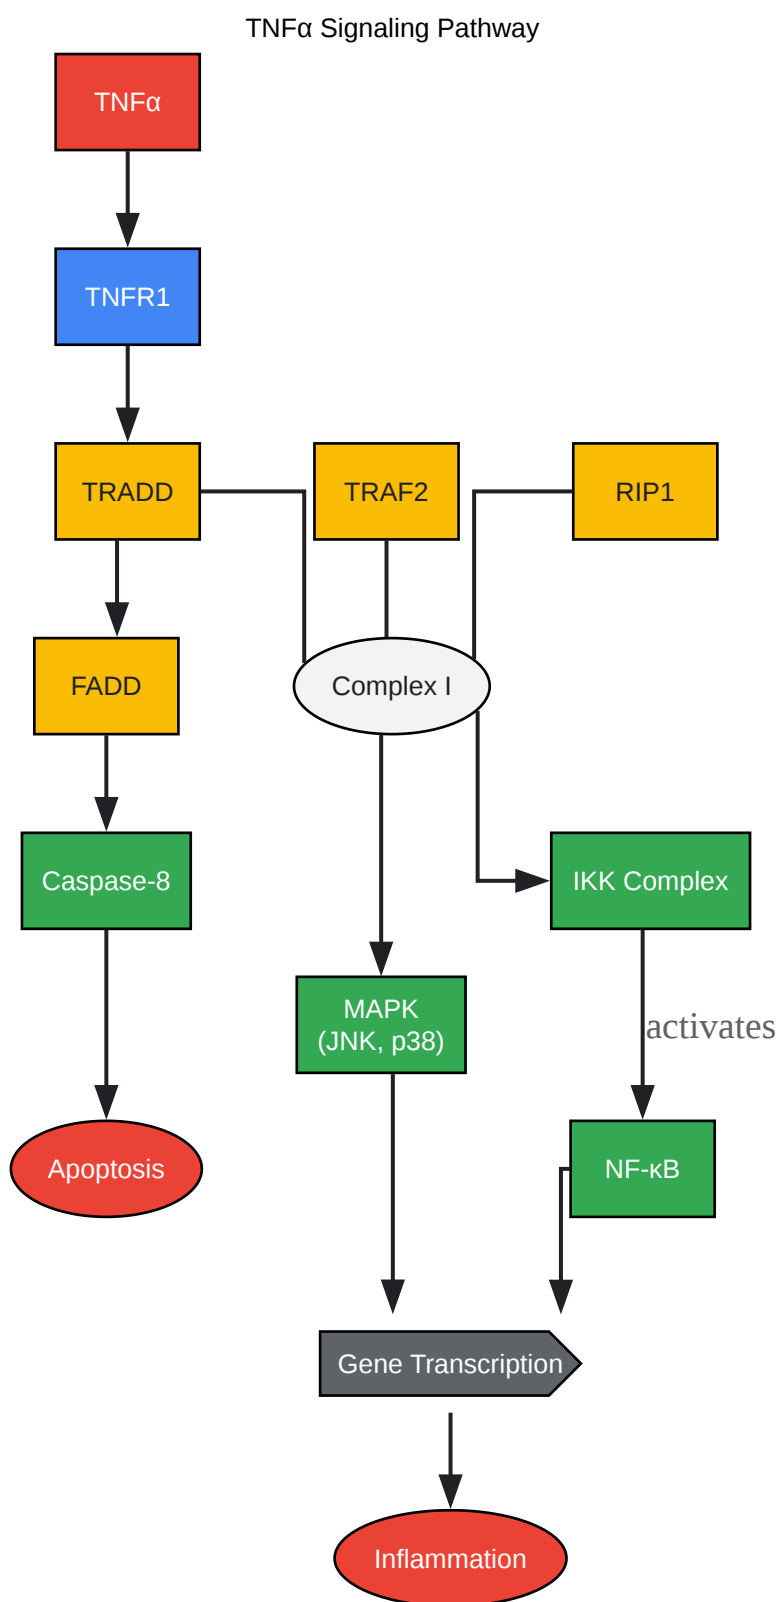 TNFα Signaling Pathway
TNFα
TNFR1
TRADD
TRAF2
RIP1
FADD
Complex I
Caspase-8
IKK Complex
MAPK
(JNK, p38)
activates
Apoptosis
NF-κB
Gene Transcription
Inflammation